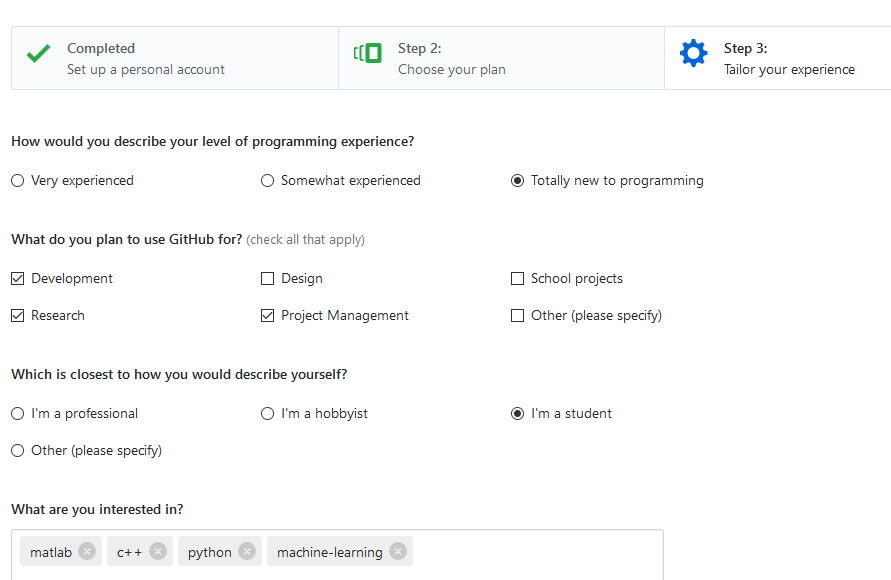 Completed
Set up a personal account
Step 2:
Choose your plan
Step 3:
Tailor your experience
How would you describe your level of programming experience?
Very experienced
Somewhat experienced
Totally new to programming
What do you plan to use GitHub for? (check all that apply)
Development
Design
School projects
Research
Project Management
Other (please specify)
Which is closest to how you would describe yourself?
I'm a professional
I'm a hobbyist
I'm a student
Other (please specify)
What are you interested in?
matlab
c++
python
machine-learning